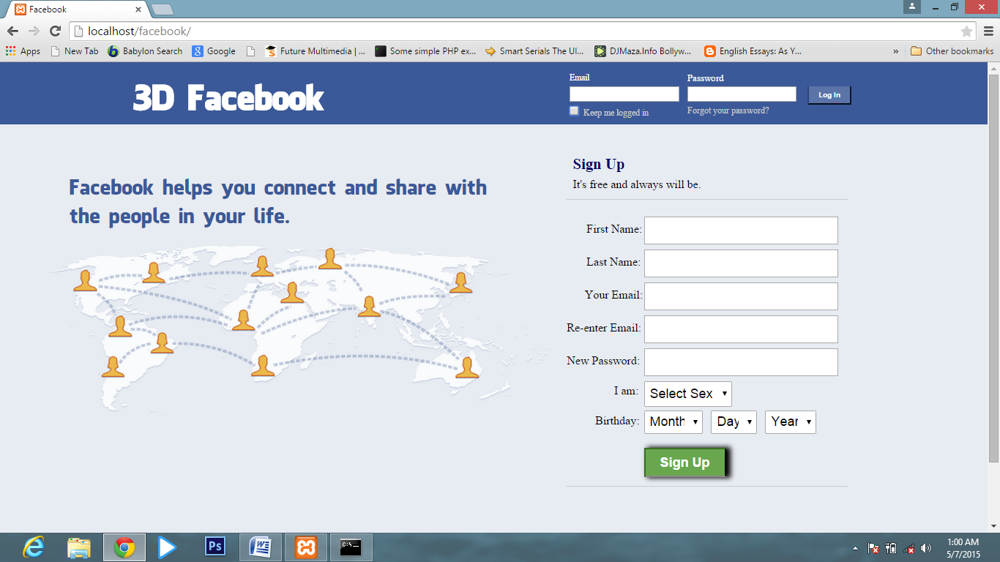 Facebook
localhost/facebook/
Apps New Tab Babylon Search Google Future Multimedia | ... Some simple PHP ex... Smart Serials The Ul... DJMaza.Info Bollyw... English Essays: As Y... » Other bookmarks
3D Facebook
Email Password
Log In
Keep me logged in Forgot your password?
Sign Up
It's free and always will be.
Facebook helps you connect and share with
the people in your life.
First Name:
Last Name:
Your Email:
Re-enter Email:
New Password:
I am: Select Sex
Birthday: Month Day Year
Sign Up
Ps
W
C:\_
1:00 AM
5/7/2015